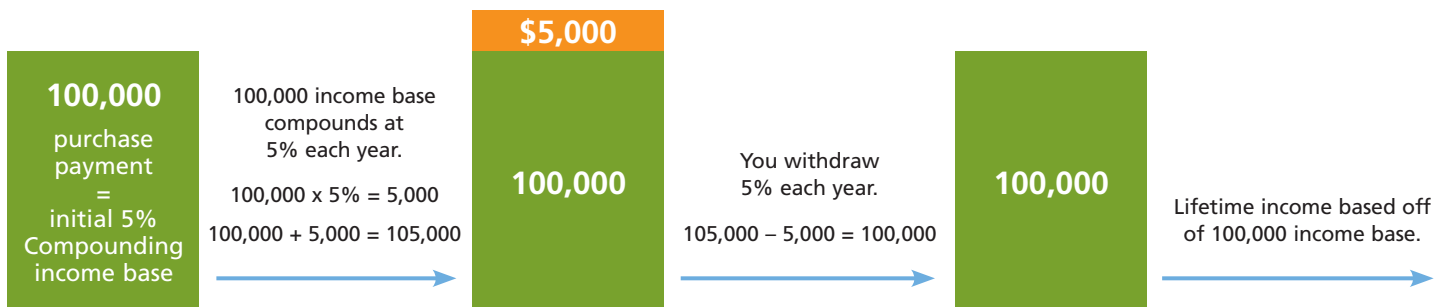 100,000
purchase
payment
=
initial 5%
Compounding
income base
100,000 income base
compounds at
5% each year.
100,000 x 5% = 5,000
100,000 + 5,000 = 105,000
$5,000
100,000
You withdraw
5% each year.
105,000 – 5,000 = 100,000
100,000
Lifetime income based off
of 100,000 income base.